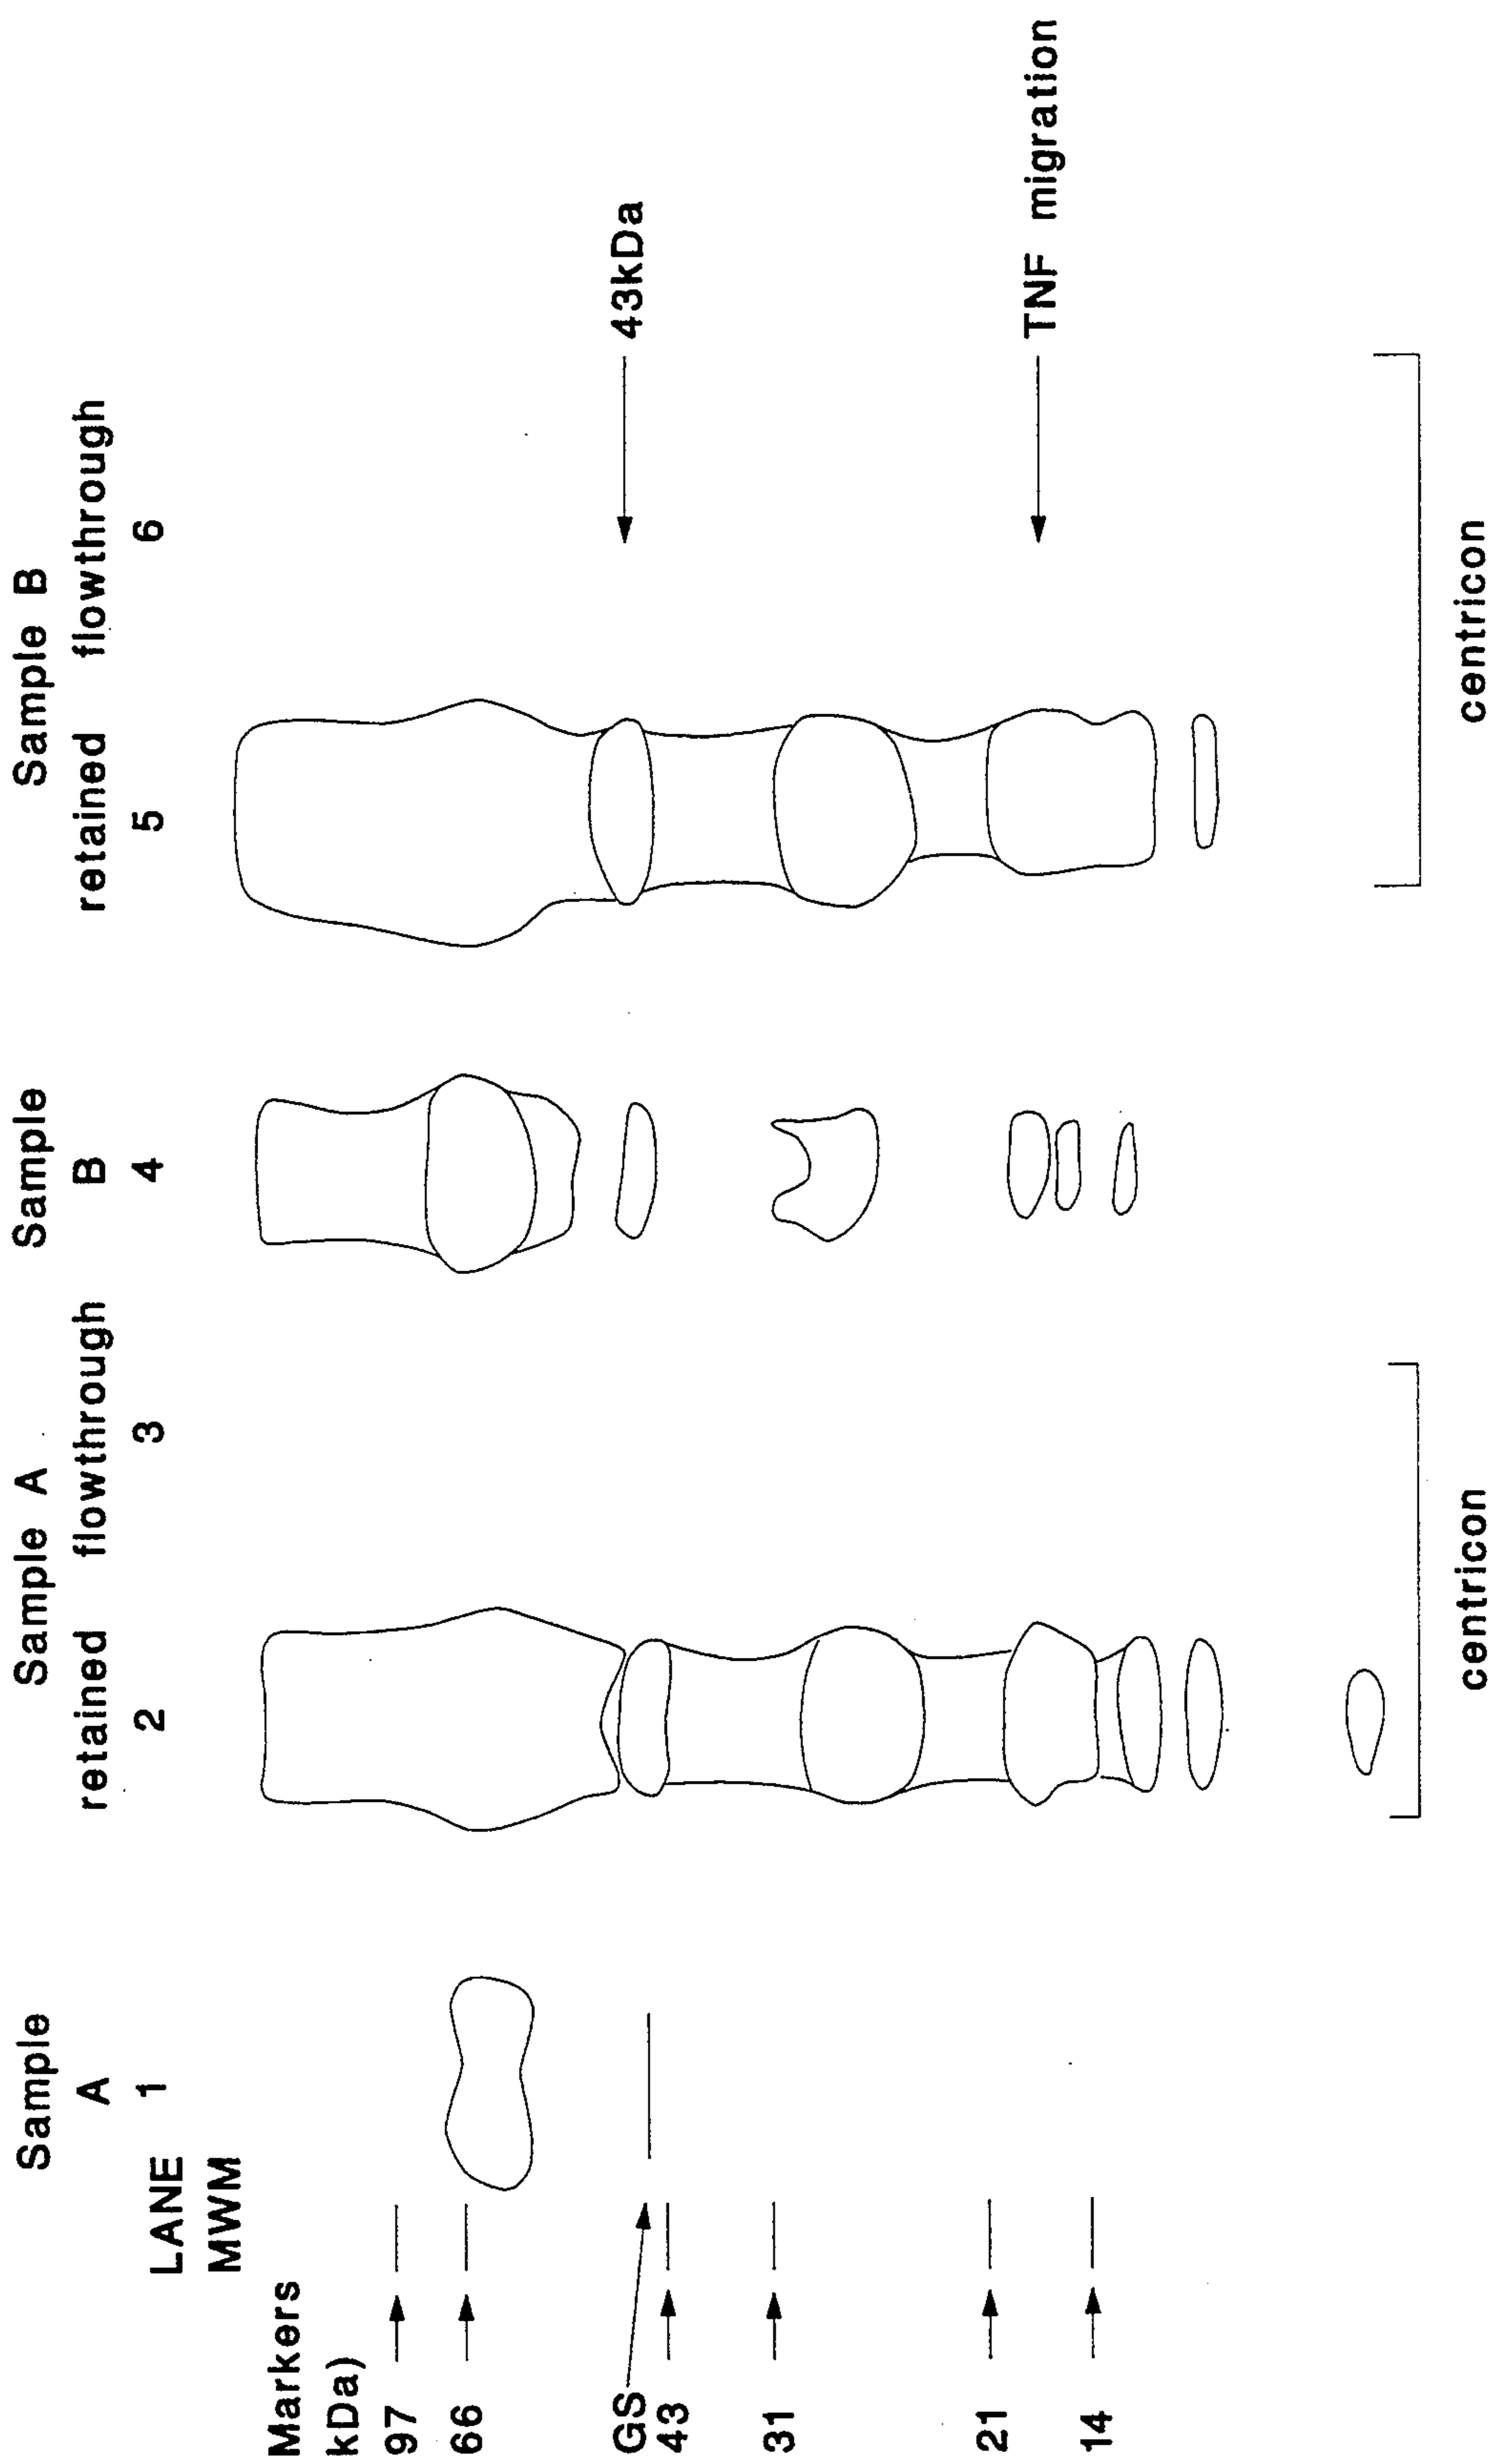 Sample A
Sample A
Sample B
Sample B
retained flowthrough
retained flowthrough
LANE 1 2 3 4 5 6
MWM
Markers
kDa)
97
66
GS
43
43kDa
31
21
TNF migration
14
centricon
centricon